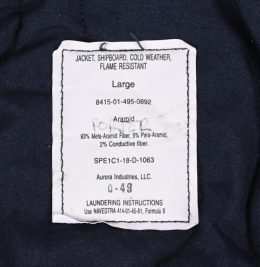 JACKET, SHIPBOARD, COLD WEATHER,
FLAME RESISTANT
Large
8415-01-495-0892
Aramid
93% Meta-Aramid Fiber, 5% Para-Aramid,
2% Conductive fiber.
SPE1C1-18-D-1063
Aurora Industries, LLC.
0-49
LAUNDERING INSTRUCTIONS
Use NAVEDTRA 414-01-45-81, Formula II